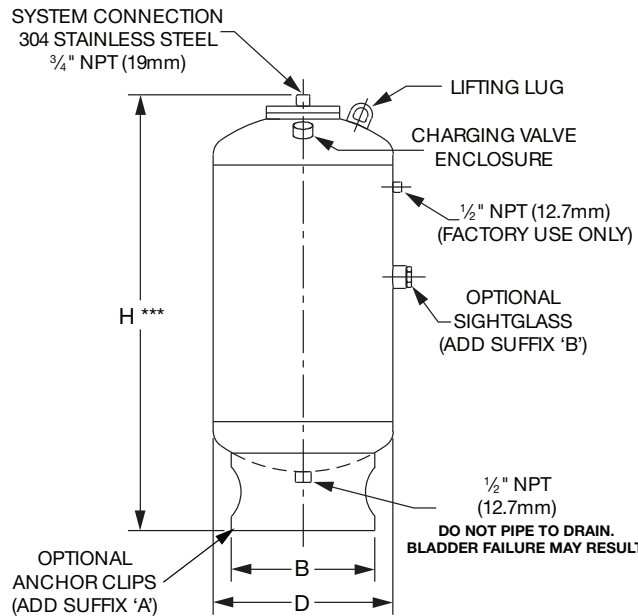 SYSTEM CONNECTION
304 STAINLESS STEEL
¾" NPT (19mm)
LIFTING LUG
CHARGING VALVE
ENCLOSURE
½" NPT (12.7mm)
(FACTORY USE ONLY)
H ***
OPTIONAL
SIGHTGLASS
(ADD SUFFIX ‘B’)
½" NPT
(12.7mm)
DO NOT PIPE TO DRAIN.
BLADDER FAILURE MAY RESULT
OPTIONAL
ANCHOR CLIPS
(ADD SUFFIX ‘A’)
B
D